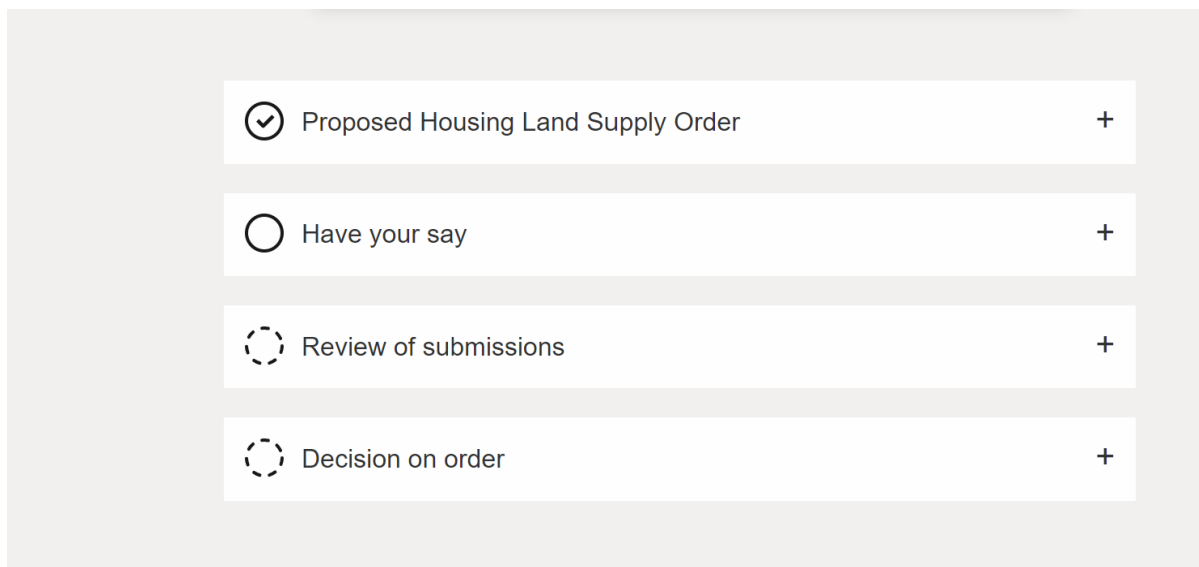 Proposed Housing Land Supply Order +
Have your say +
Review of submissions +
Decision on order +